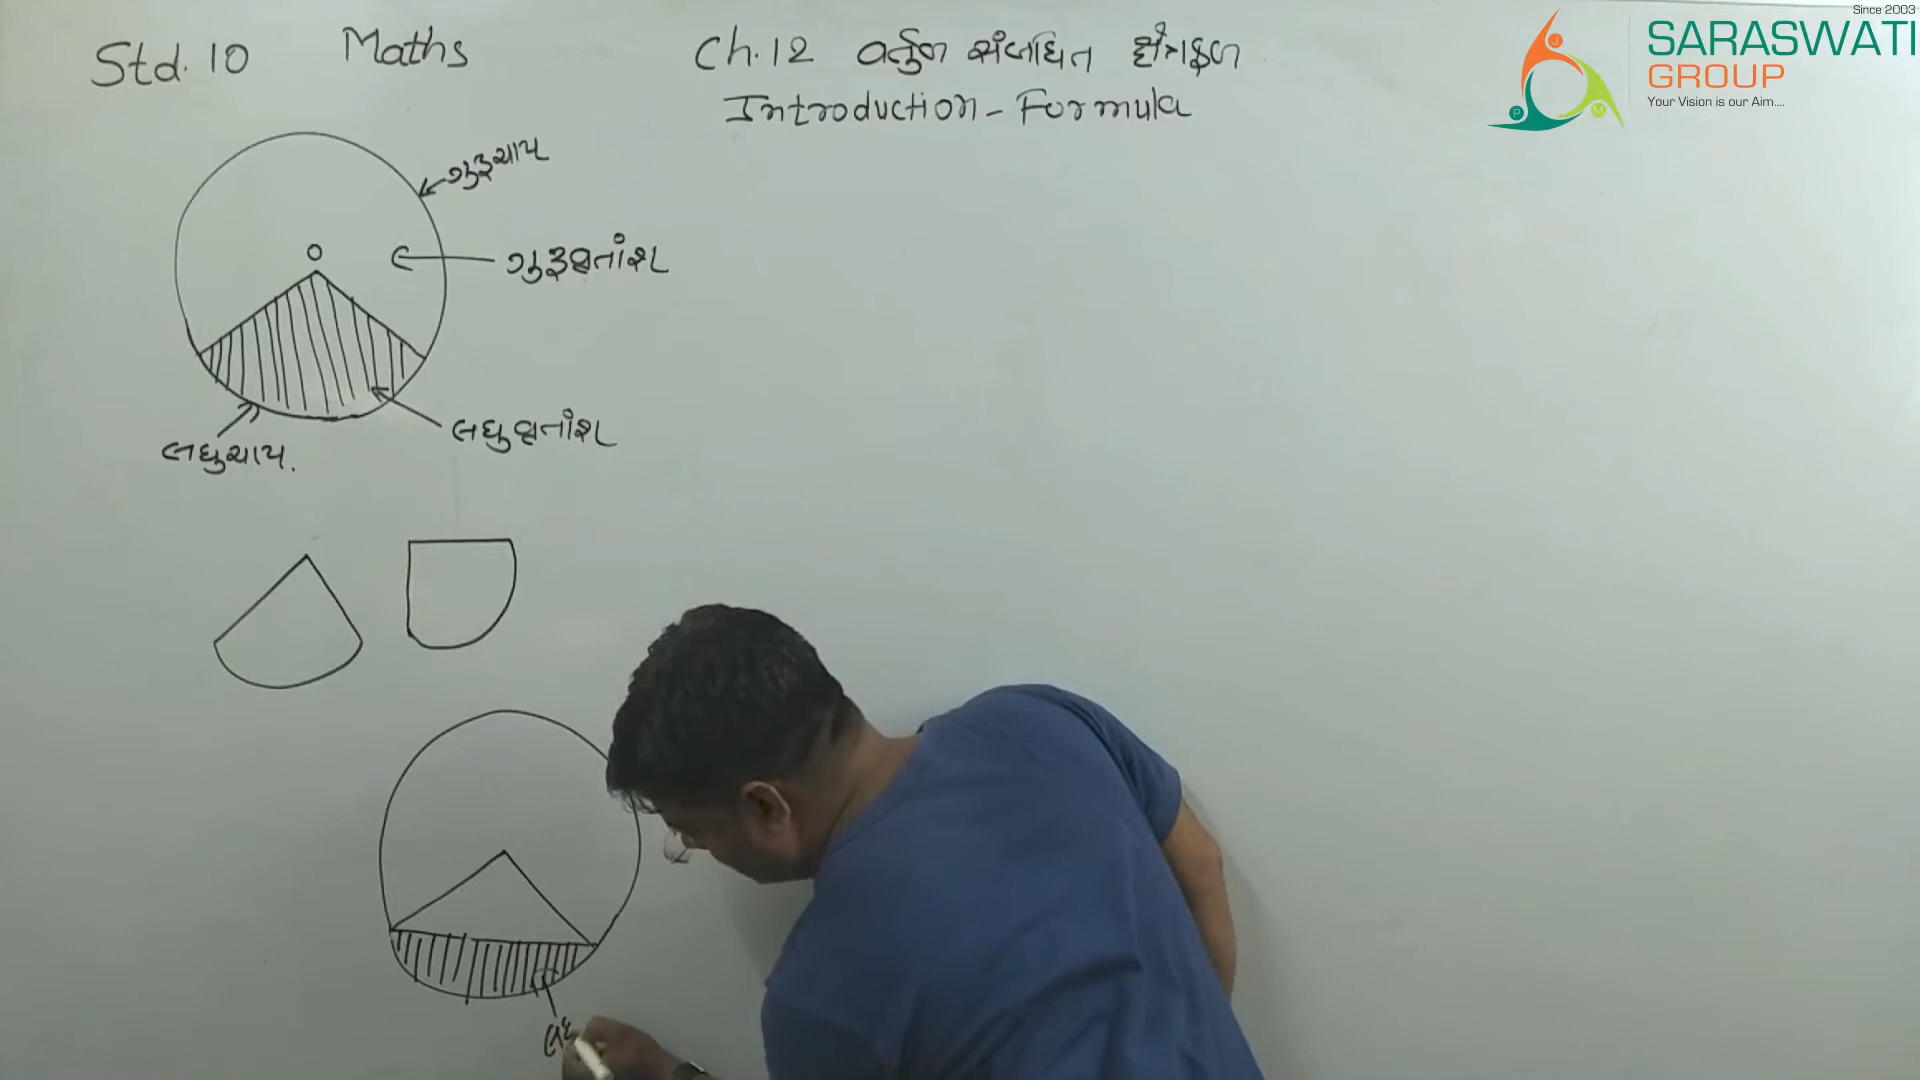 Std. 10 Maths
Ch. 12 વર્તુળ સંબંધિત ક્ષેત્રફળ
Introduction - Formula
Since 2003
SARASWATI
GROUP
Your Vision is our Aim....
J
P
M
ગુરુચાપ
O
ગુરુવૃતાંશ
લઘુવૃતાંશ
લઘુચાપ.
લઘ